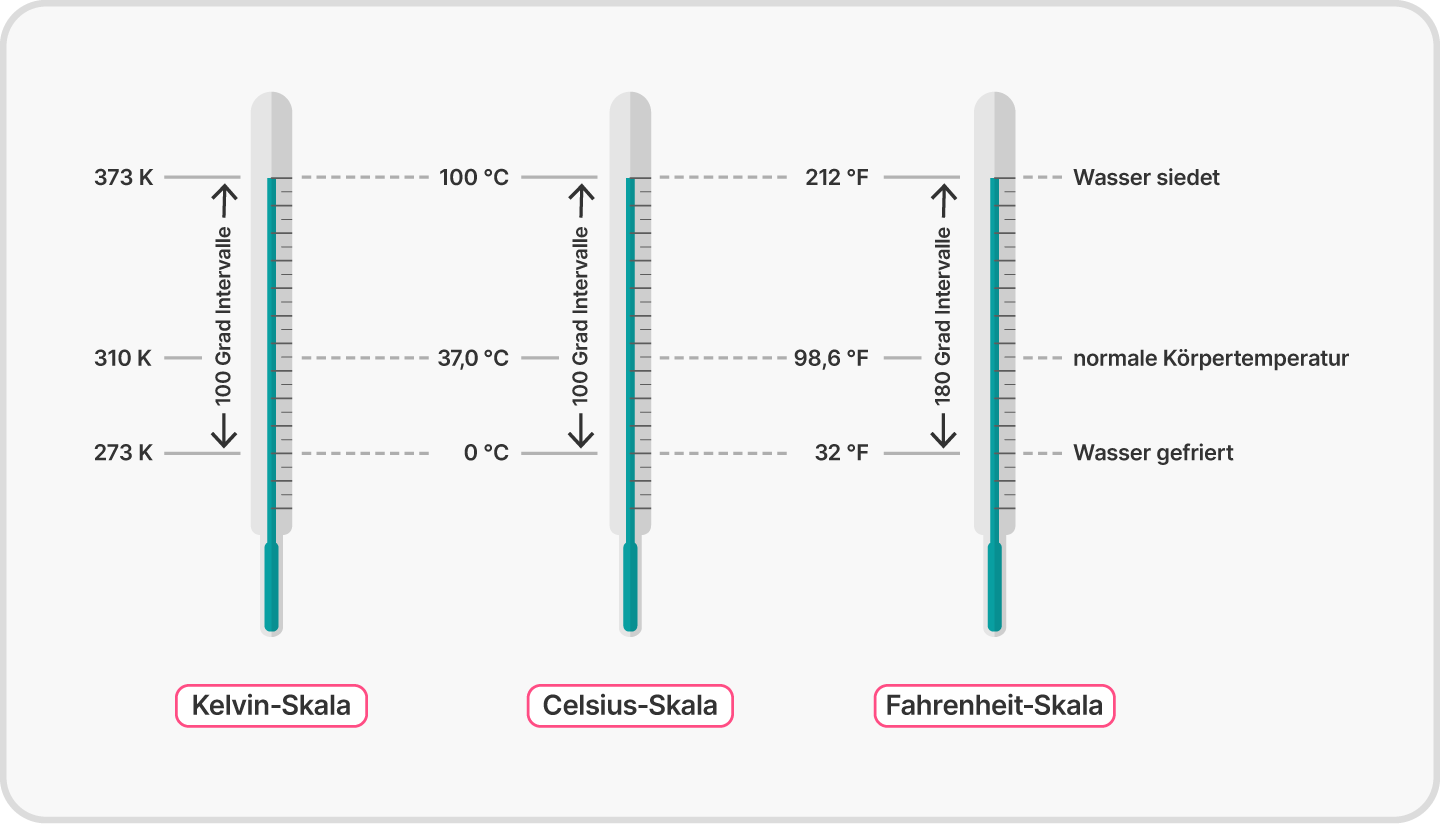 373 K
100 °C
212 °F
Wasser siedet
100 Grad Intervalle
100 Grad Intervalle
180 Grad Intervalle
310 K
37,0 °C
98,6 °F
normale Körpertemperatur
273 K
0 °C
32 °F
Wasser gefriert
Kelvin-Skala
Celsius-Skala
Fahrenheit-Skala